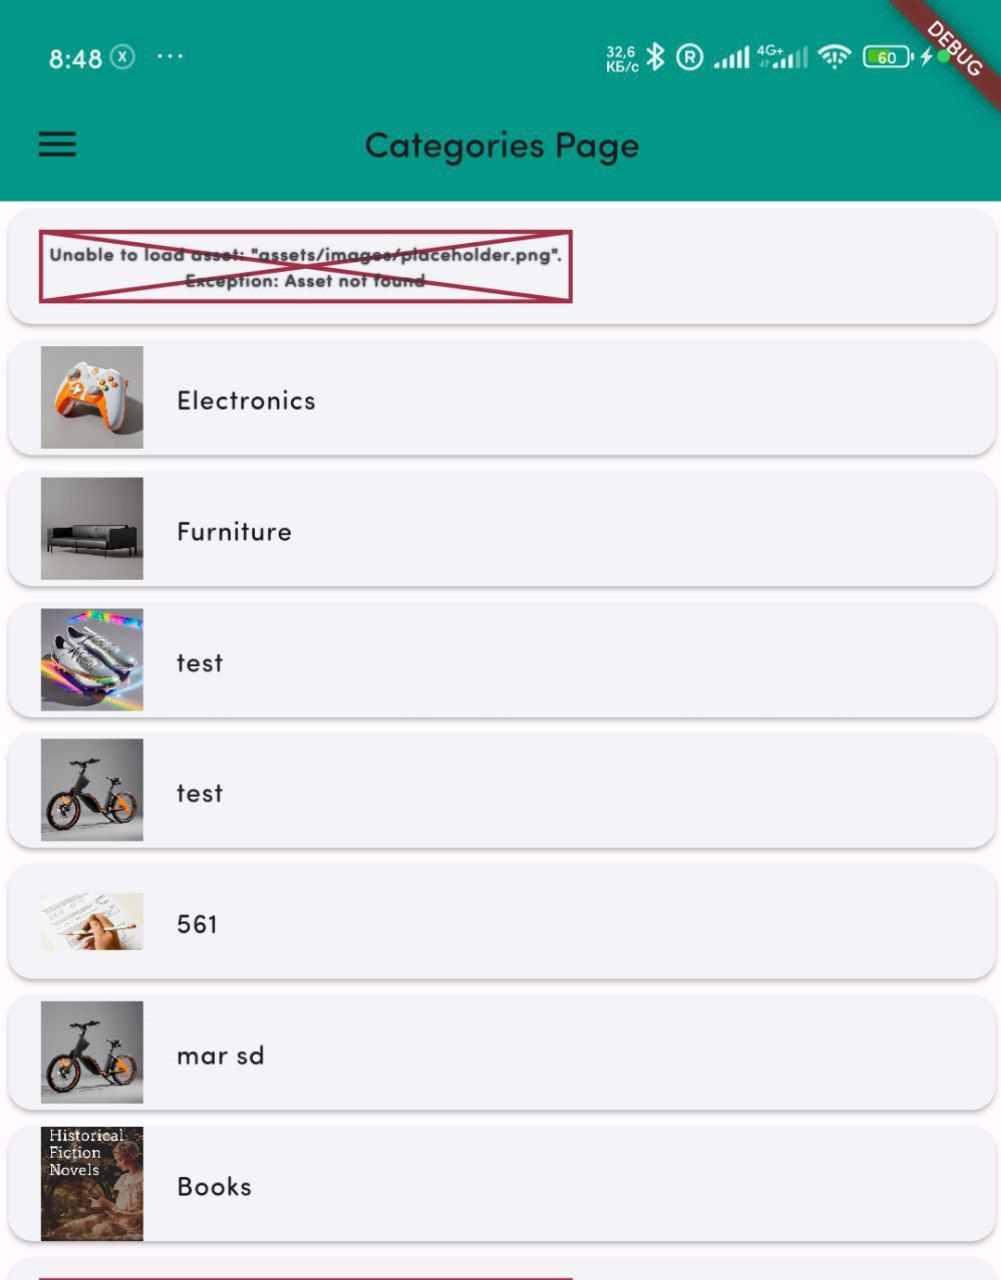 8:48
32,6
КБ/с
4G+
60
DEBUG
Categories Page
Unable to load asset: "assets/images/placeholder.png".
Exception: Asset not found
Electronics
Furniture
test
test
561
mar sd
Historical
Fiction
Novels
Books